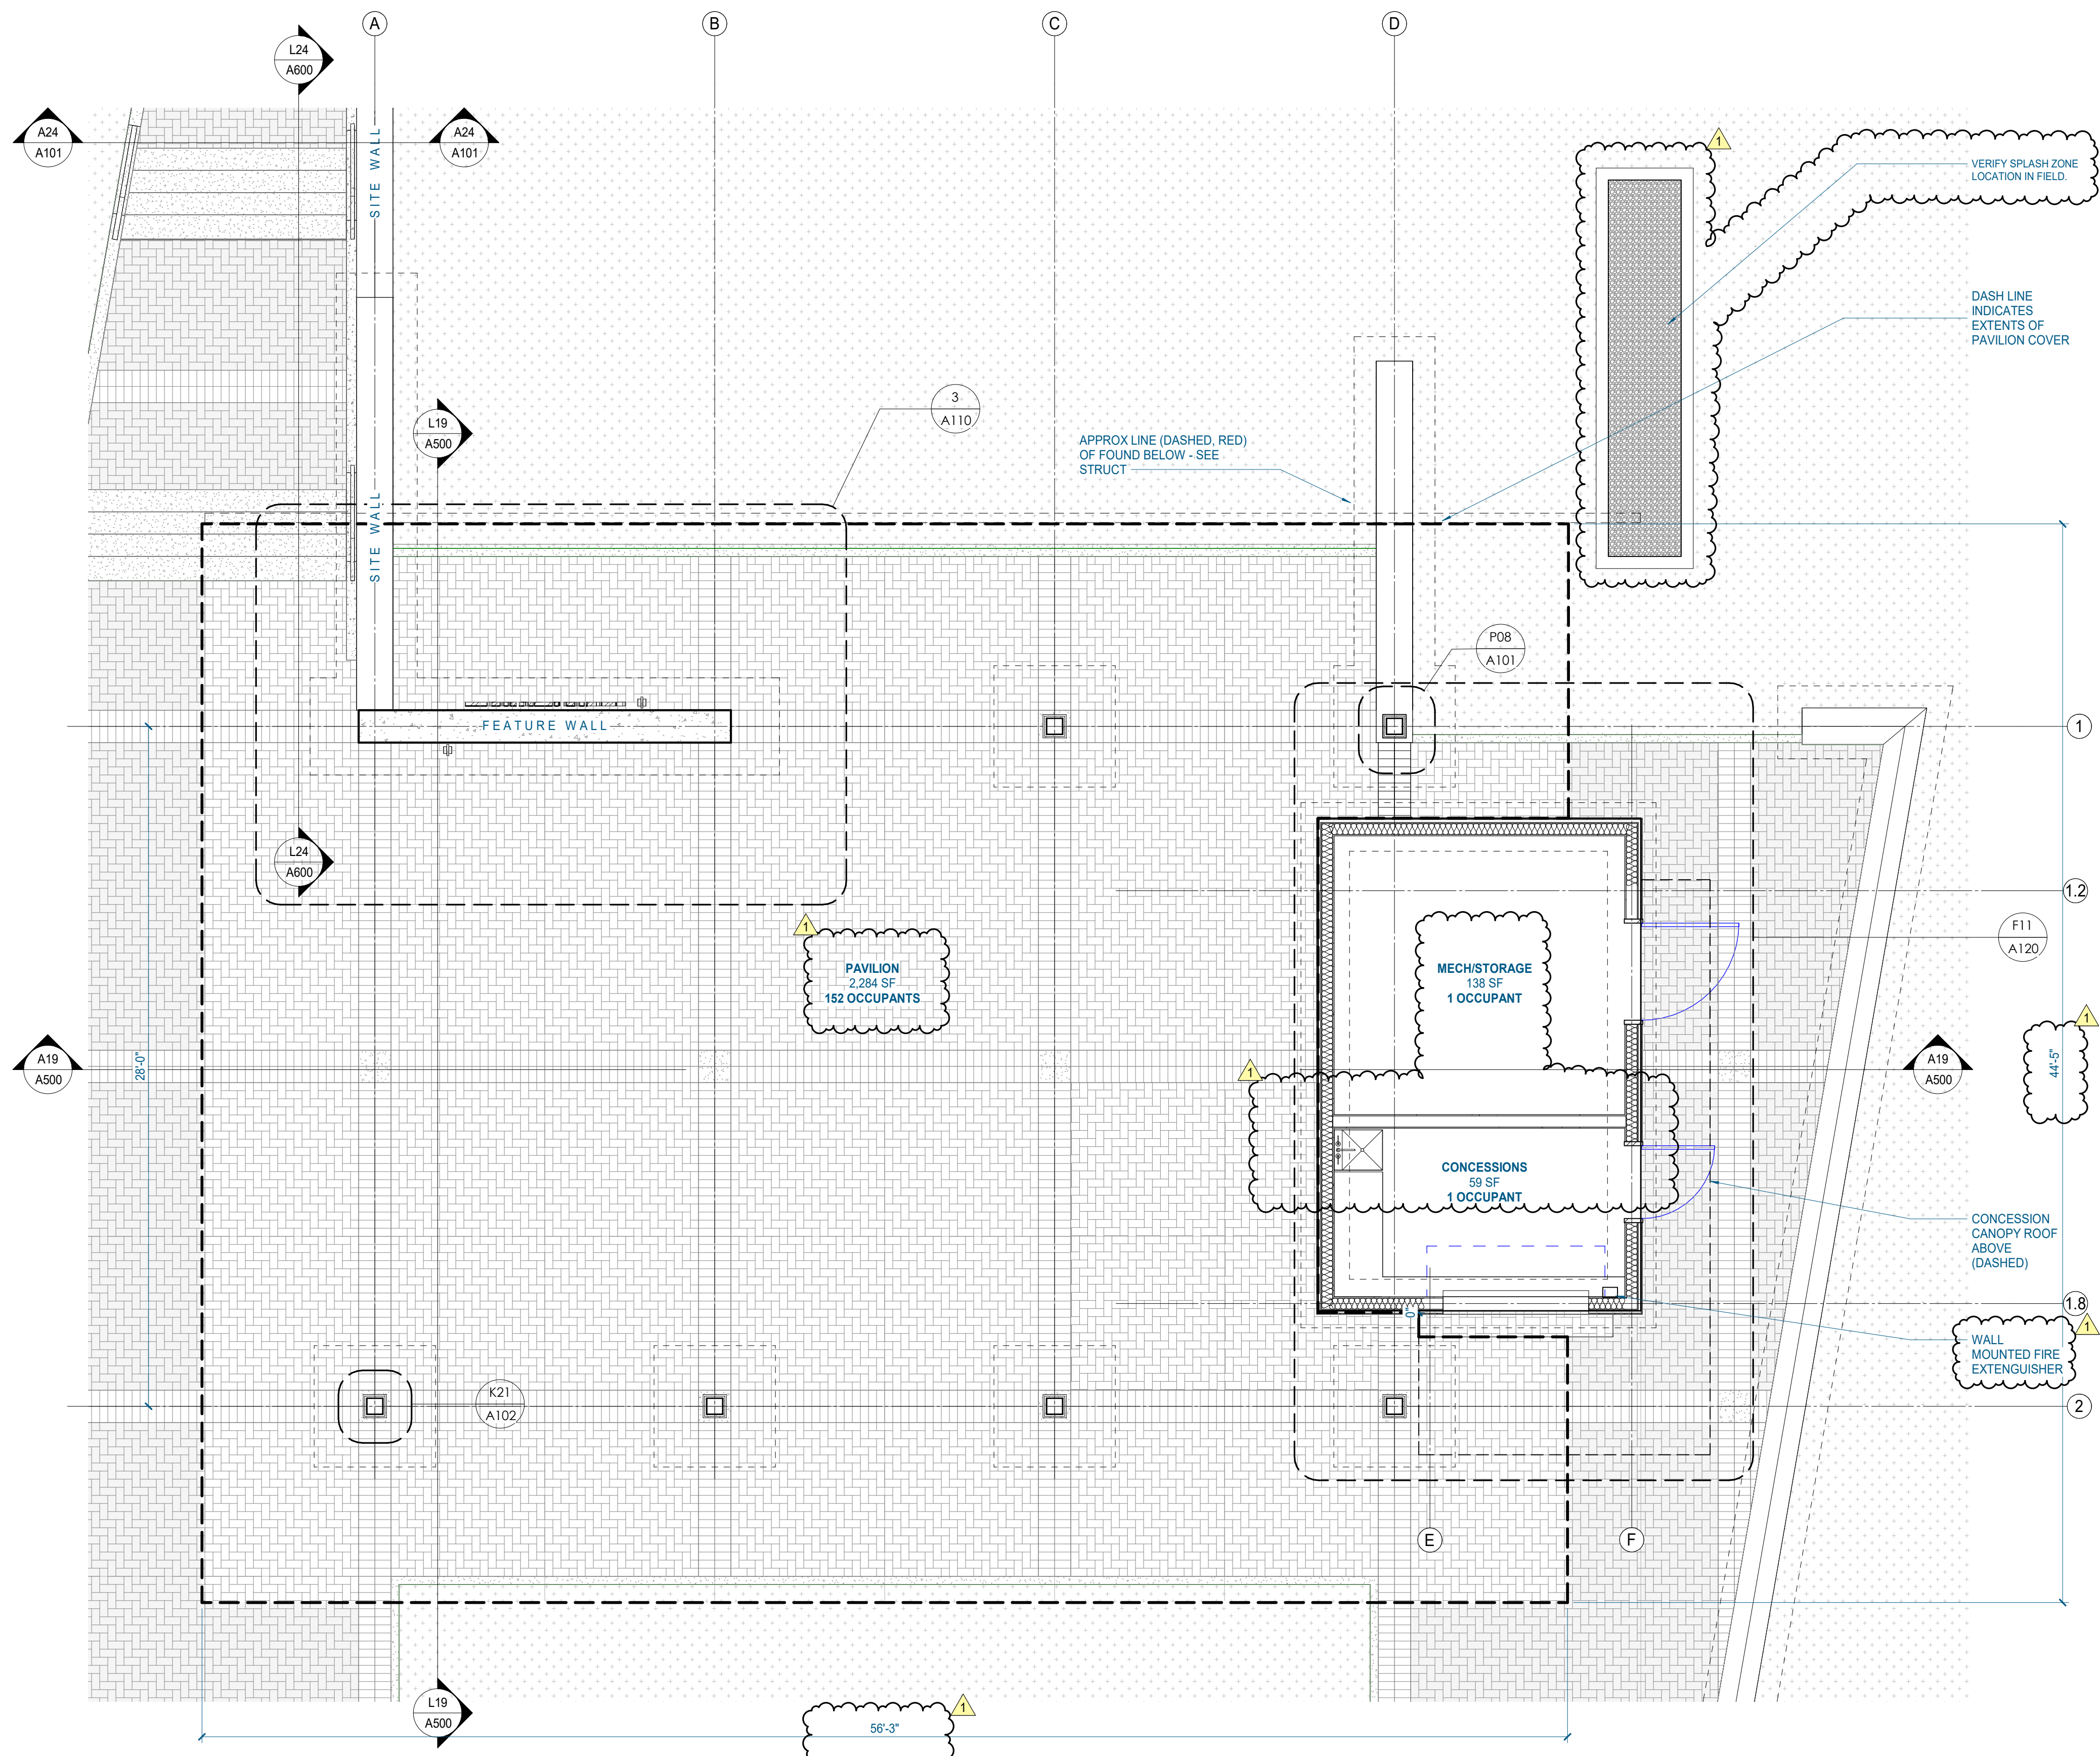 A
B
C
D
L24
A600
A24
A101
A24
A101
SITE WALL
1
VERIFY SPLASH ZONE
LOCATION IN FIELD.
DASH LINE
INDICATES
EXTENTS OF
PAVILION COVER
3
A110
L19
A500
APPROX LINE (DASHED, RED)
OF FOUND BELOW - SEE
STRUCT
SITE WALL
P08
A101
FEATURE WALL
1
L24
A600
1.2
F11
A120
1
PAVILION
2,284 SF
152 OCCUPANTS
MECH/STORAGE
138 SF
1 OCCUPANT
1
44'-5"
A19
A500
28'-0"
1
A19
A500
CONCESSIONS
59 SF
1 OCCUPANT
CONCESSION
CANOPY ROOF
ABOVE
(DASHED)
1.8
0"
1
WALL
MOUNTED FIRE
EXTENGUISHER
K21
A102
2
E
F
L19
A500
1
56'-3"